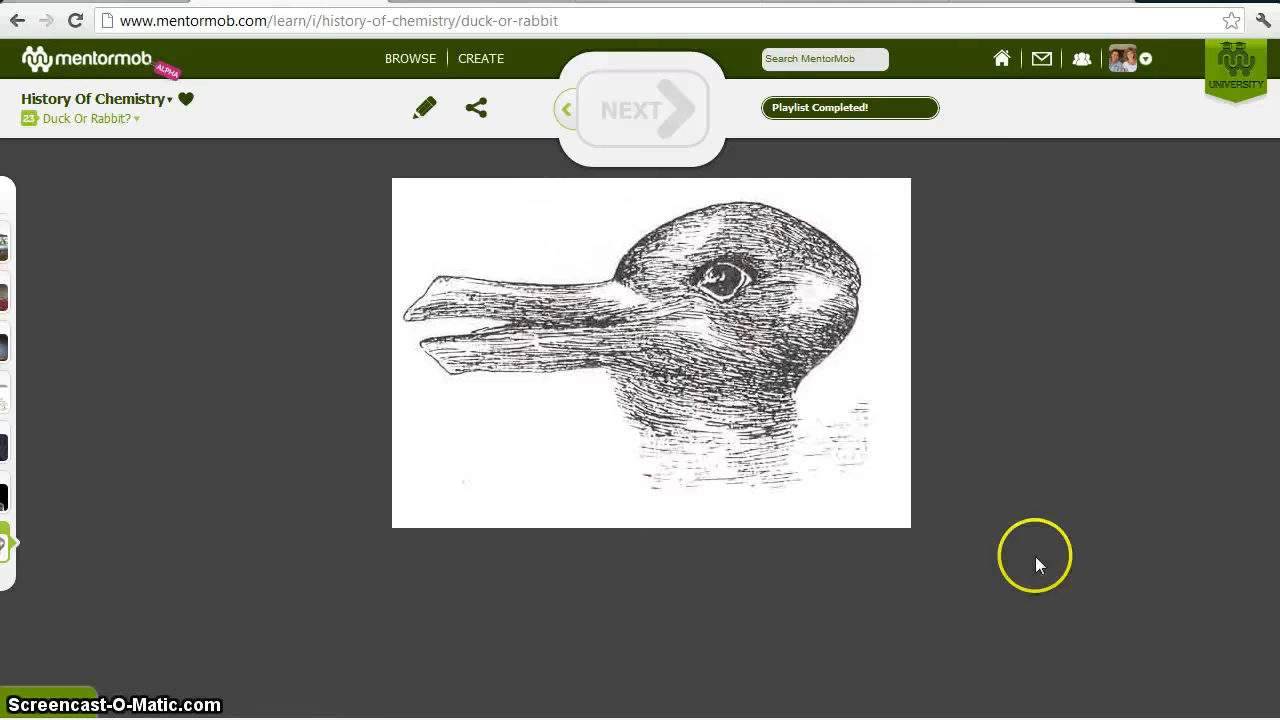 www.mentormob.com/learn/i/history-of-chemistry/duck-or-rabbit
mentormob
ALPHA
BROWSE
CREATE
Search MentorMob
UNIVERSITY
History Of Chemistry
NEXT
Playlist Completed!
23 Duck Or Rabbit?
Screencast-O-Matic.com